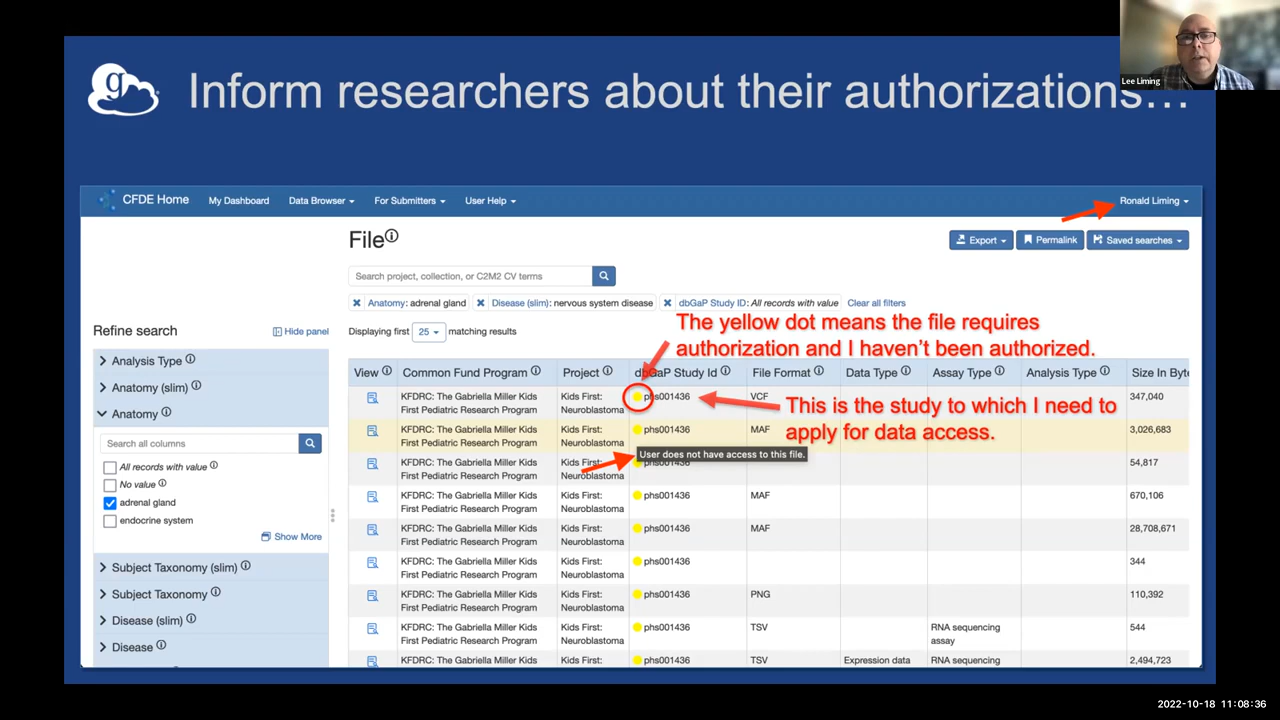 Lee Liming
g
Inform researchers about their authorizations…
CFDE Home
My Dashboard
Data Browser
For Submitters
User Help
Ronald Liming
File
Export
Permalink
Saved searches
Search project, collection, or C2M2 CV terms
Anatomy: adrenal gland
Disease (slim): nervous system disease
dbGaP Study ID: All records with value
Clear all filters
Refine search
Hide panel
Displaying first 25 matching results
The yellow dot means the file requires
authorization and I haven't been authorized.
Analysis Type
Anatomy (slim)
Anatomy
Search all columns
All records with value
No value
adrenal gland
endocrine system
Show More
Subject Taxonomy (slim)
Subject Taxonomy
Disease (slim)
Disease
View
Common Fund Program
Project
dbGaP Study Id
File Format
Data Type
Assay Type
Analysis Type
Size In Byte
KFDRC: The Gabriella Miller Kids
First Pediatric Research Program
Kids First:
Neuroblastoma
phs001436
VCF
347,040
This is the study to which I need to
apply for data access.
KFDRC: The Gabriella Miller Kids
First Pediatric Research Program
Kids First:
Neuroblastoma
phs001436
MAF
3,026,683
User does not have access to this file.
KFDRC: The Gabriella Miller Kids
First Pediatric Research Program
Kids First:
Neuroblastoma
phs001436
54,817
KFDRC: The Gabriella Miller Kids
First Pediatric Research Program
Kids First:
Neuroblastoma
phs001436
MAF
670,106
KFDRC: The Gabriella Miller Kids
First Pediatric Research Program
Kids First:
Neuroblastoma
phs001436
MAF
28,708,671
KFDRC: The Gabriella Miller Kids
First Pediatric Research Program
Kids First:
Neuroblastoma
phs001436
344
KFDRC: The Gabriella Miller Kids
First Pediatric Research Program
Kids First:
Neuroblastoma
phs001436
PNG
110,392
KFDRC: The Gabriella Miller Kids
First Pediatric Research Program
Kids First:
Neuroblastoma
phs001436
TSV
RNA sequencing
assay
544
KFDRC: The Gabriella Miller Kids
Kids First:
phs001436
TSV
Expression data
RNA sequencing
2,494,723
2022-10-18 11:08:36